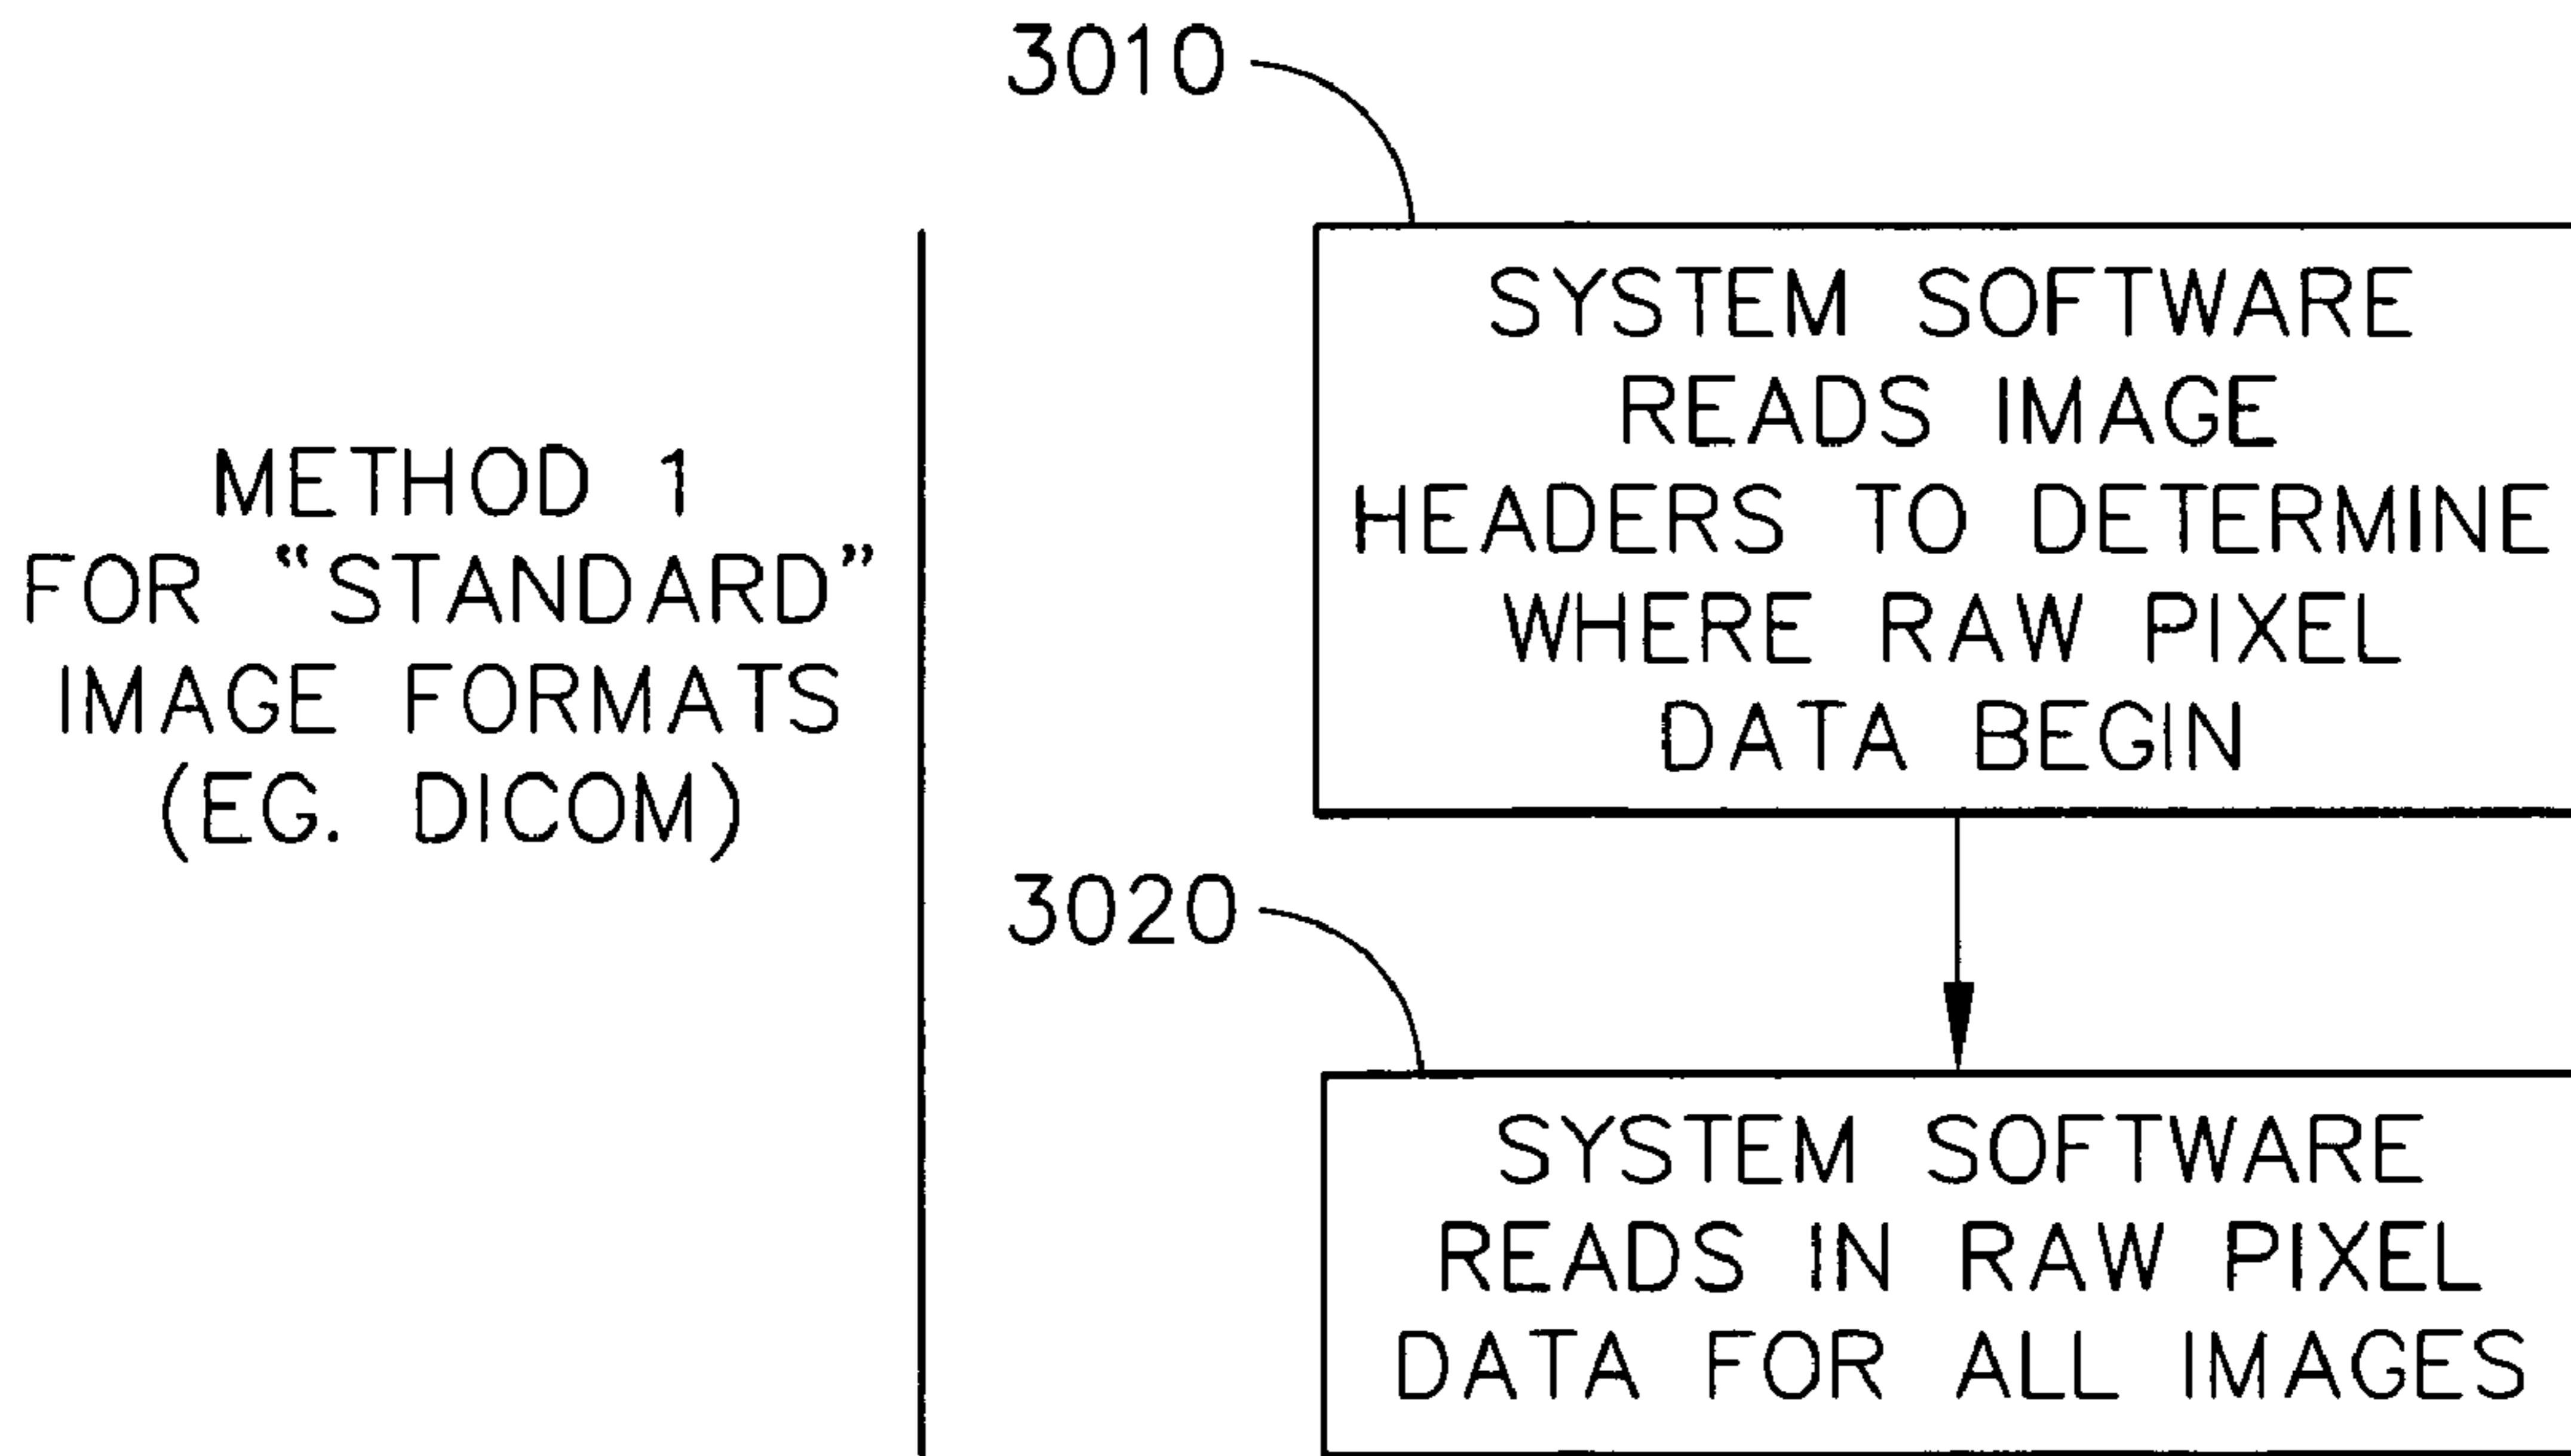 METHOD 1
FOR “STANDARD”
IMAGE FORMATS
(EG. DICOM)
3010
SYSTEM SOFTWARE
READS IMAGE
HEADERS TO DETERMINE
WHERE RAW PIXEL
DATA BEGIN
3020
SYSTEM SOFTWARE
READS IN RAW PIXEL
DATA FOR ALL IMAGES